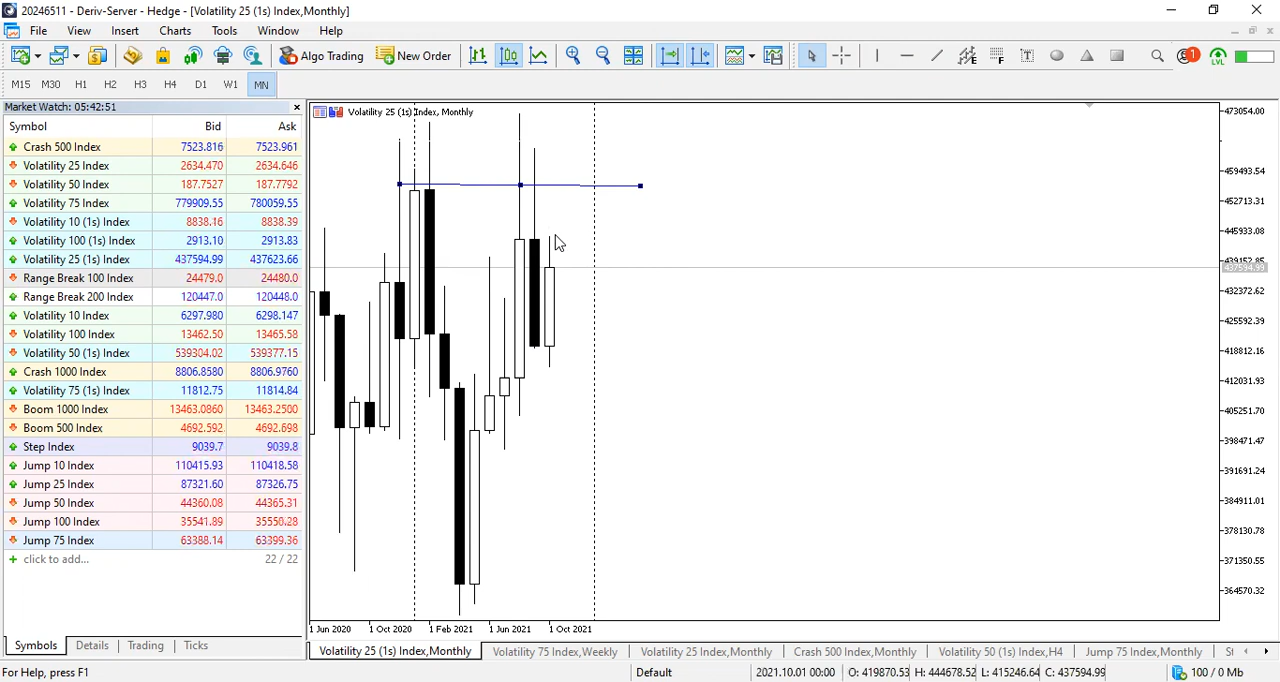 20246511 - Deriv-Server - Hedge - [Volatility 25 (1s) Index,Monthly]
File View Insert Charts Tools Window Help
Algo Trading New Order E F T 1 LVL
M15 M30 H1 H2 H3 H4 D1 W1 MN
Market Watch: 05:42:51
Symbol Bid Ask
Crash 500 Index 7523.816 7523.961
Volatility 25 Index 2634.470 2634.646
Volatility 50 Index 187.7527 187.7792
Volatility 75 Index 779909.55 780059.55
Volatility 10 (1s) Index 8838.16 8838.39
Volatility 100 (1s) Index 2913.10 2913.83
Volatility 25 (1s) Index 437594.99 437623.66
Range Break 100 Index 24479.0 24480.0
Range Break 200 Index 120447.0 120448.0
Volatility 10 Index 6297.980 6298.147
Volatility 100 Index 13462.50 13465.58
Volatility 50 (1s) Index 539304.02 539377.15
Crash 1000 Index 8806.8580 8806.9760
Volatility 75 (1s) Index 11812.75 11814.84
Boom 1000 Index 13463.0860 13463.2500
Boom 500 Index 4692.592 4692.698
Step Index 9039.7 9039.8
Jump 10 Index 110415.93 110418.58
Jump 25 Index 87321.60 87326.75
Jump 50 Index 44360.08 44365.31
Jump 100 Index 35541.89 35550.28
Jump 75 Index 63388.14 63399.36
click to add... 22 / 22
Symbols Details Trading Ticks
Volatility 25 (1s) Index, Monthly
473054.00
459493.54
452713.31
445933.08
439152.85
437594.99
432372.62
425592.39
418812.16
412031.93
405251.70
398471.47
391691.24
384911.01
378130.78
371350.55
364570.32
1 Jun 2020 1 Oct 2020 1 Feb 2021 1 Jun 2021 1 Oct 2021
Volatility 25 (1s) Index,Monthly Volatility 75 Index,Weekly Volatility 25 Index,Monthly Crash 500 Index,Monthly Volatility 50 (1s) Index,H4 Jump 75 Index,Monthly St
For Help, press F1 Default 2021.10.01 00:00 O: 419870.53 H: 444678.52 L: 415246.64 C: 437594.99 100 / 0 Mb